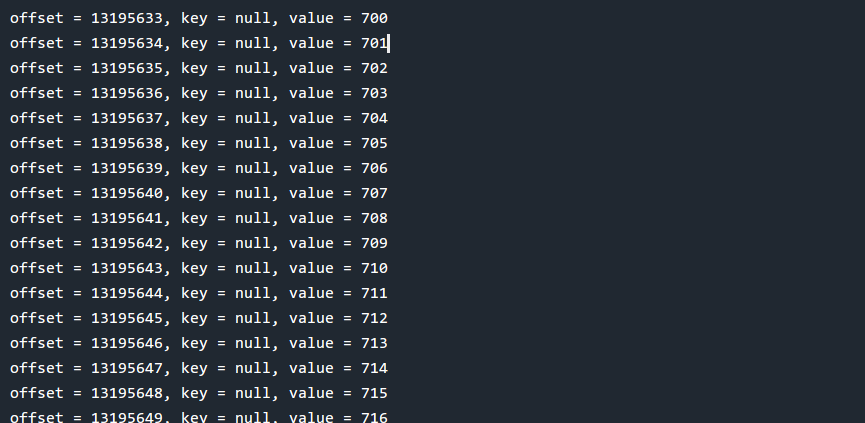 offset = 13195633, key = null, value = 700
offset = 13195634, key = null, value = 701
offset = 13195635, key = null, value = 702
offset = 13195636, key = null, value = 703
offset = 13195637, key = null, value = 704
offset = 13195638, key = null, value = 705
offset = 13195639, key = null, value = 706
offset = 13195640, key = null, value = 707
offset = 13195641, key = null, value = 708
offset = 13195642, key = null, value = 709
offset = 13195643, key = null, value = 710
offset = 13195644, key = null, value = 711
offset = 13195645, key = null, value = 712
offset = 13195646, key = null, value = 713
offset = 13195647, key = null, value = 714
offset = 13195648, key = null, value = 715
offset = 13195649, key = null, value = 716